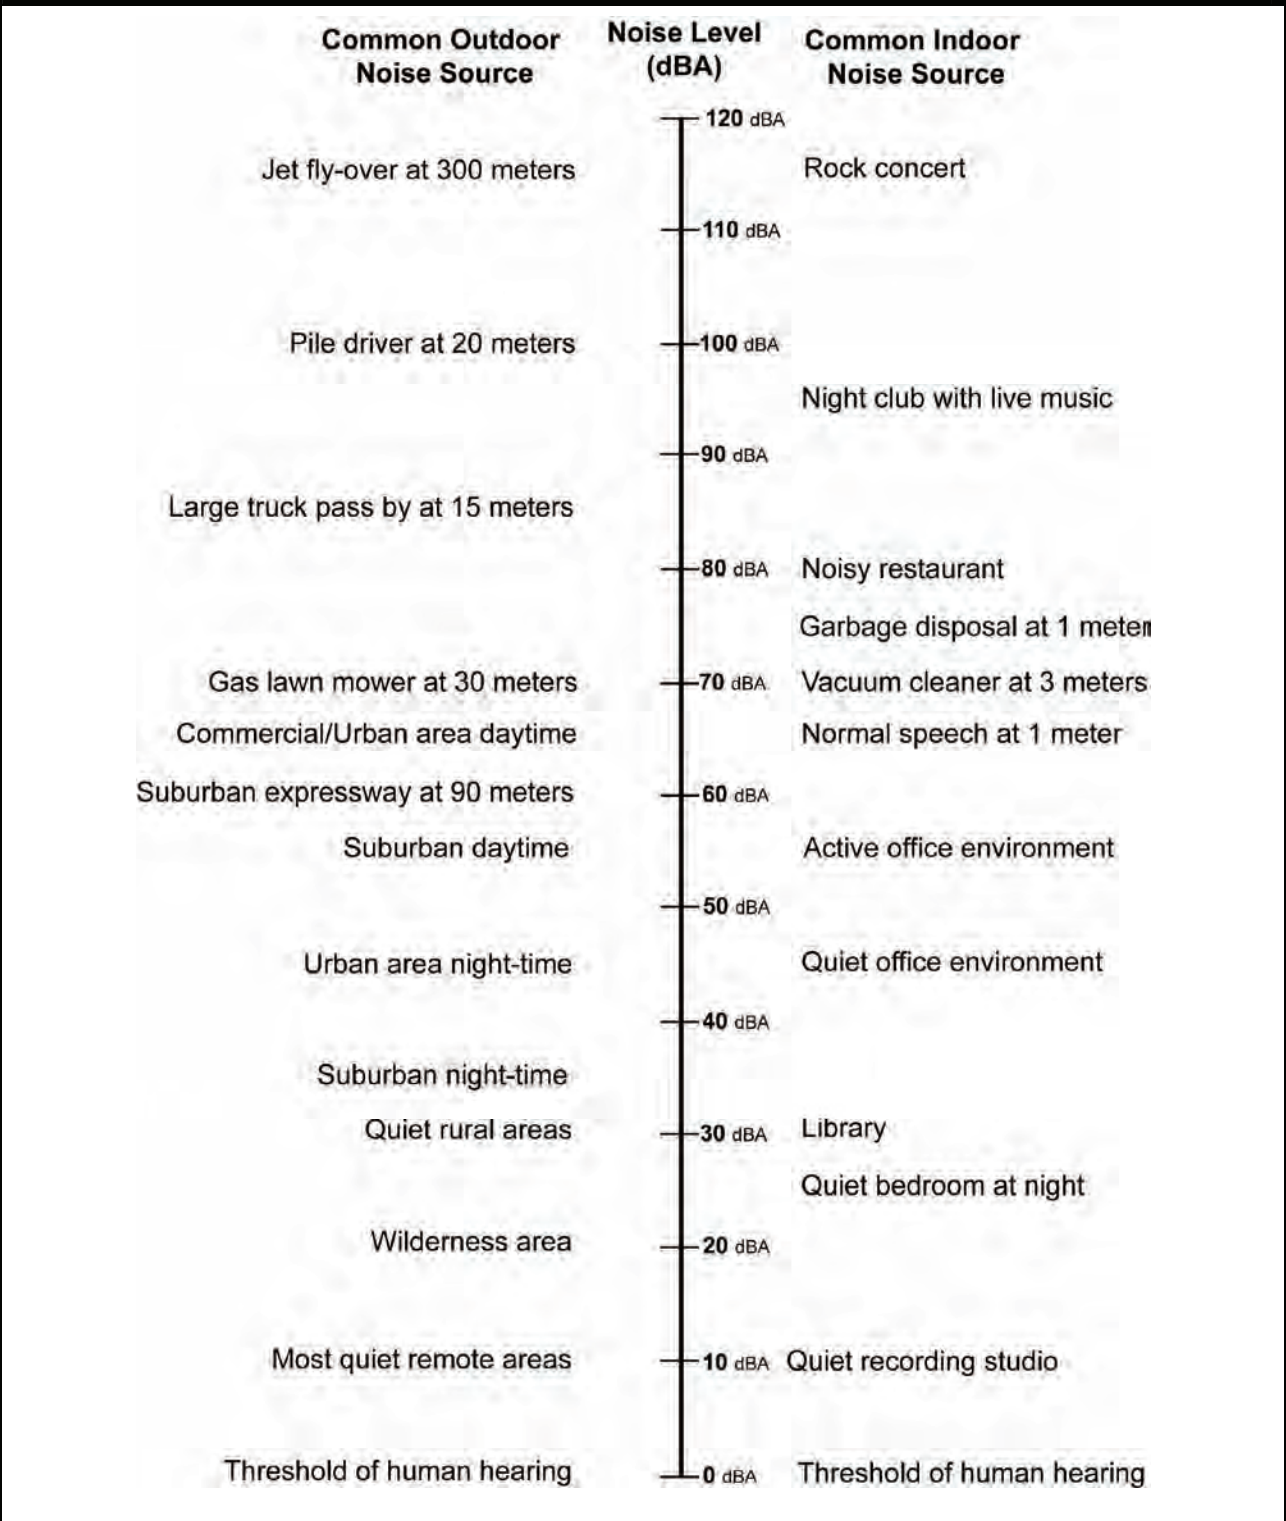 Common Outdoor
Noise Source
Noise Level
(dBA)
Common Indoor
Noise Source
120 dBA
Jet fly-over at 300 meters
Rock concert
110 dBA
Pile driver at 20 meters
100 dBA
Night club with live music
90 dBA
Large truck pass by at 15 meters
80 dBA
Noisy restaurant
Garbage disposal at 1 meter
Gas lawn mower at 30 meters
70 dBA
Vacuum cleaner at 3 meters
Commercial/Urban area daytime
Normal speech at 1 meter
Suburban expressway at 90 meters
60 dBA
Suburban daytime
Active office environment
50 dBA
Urban area night-time
Quiet office environment
40 dBA
Suburban night-time
Quiet rural areas
30 dBA
Library
Quiet bedroom at night
Wilderness area
20 dBA
Most quiet remote areas
10 dBA
Quiet recording studio
Threshold of human hearing
0 dBA
Threshold of human hearing